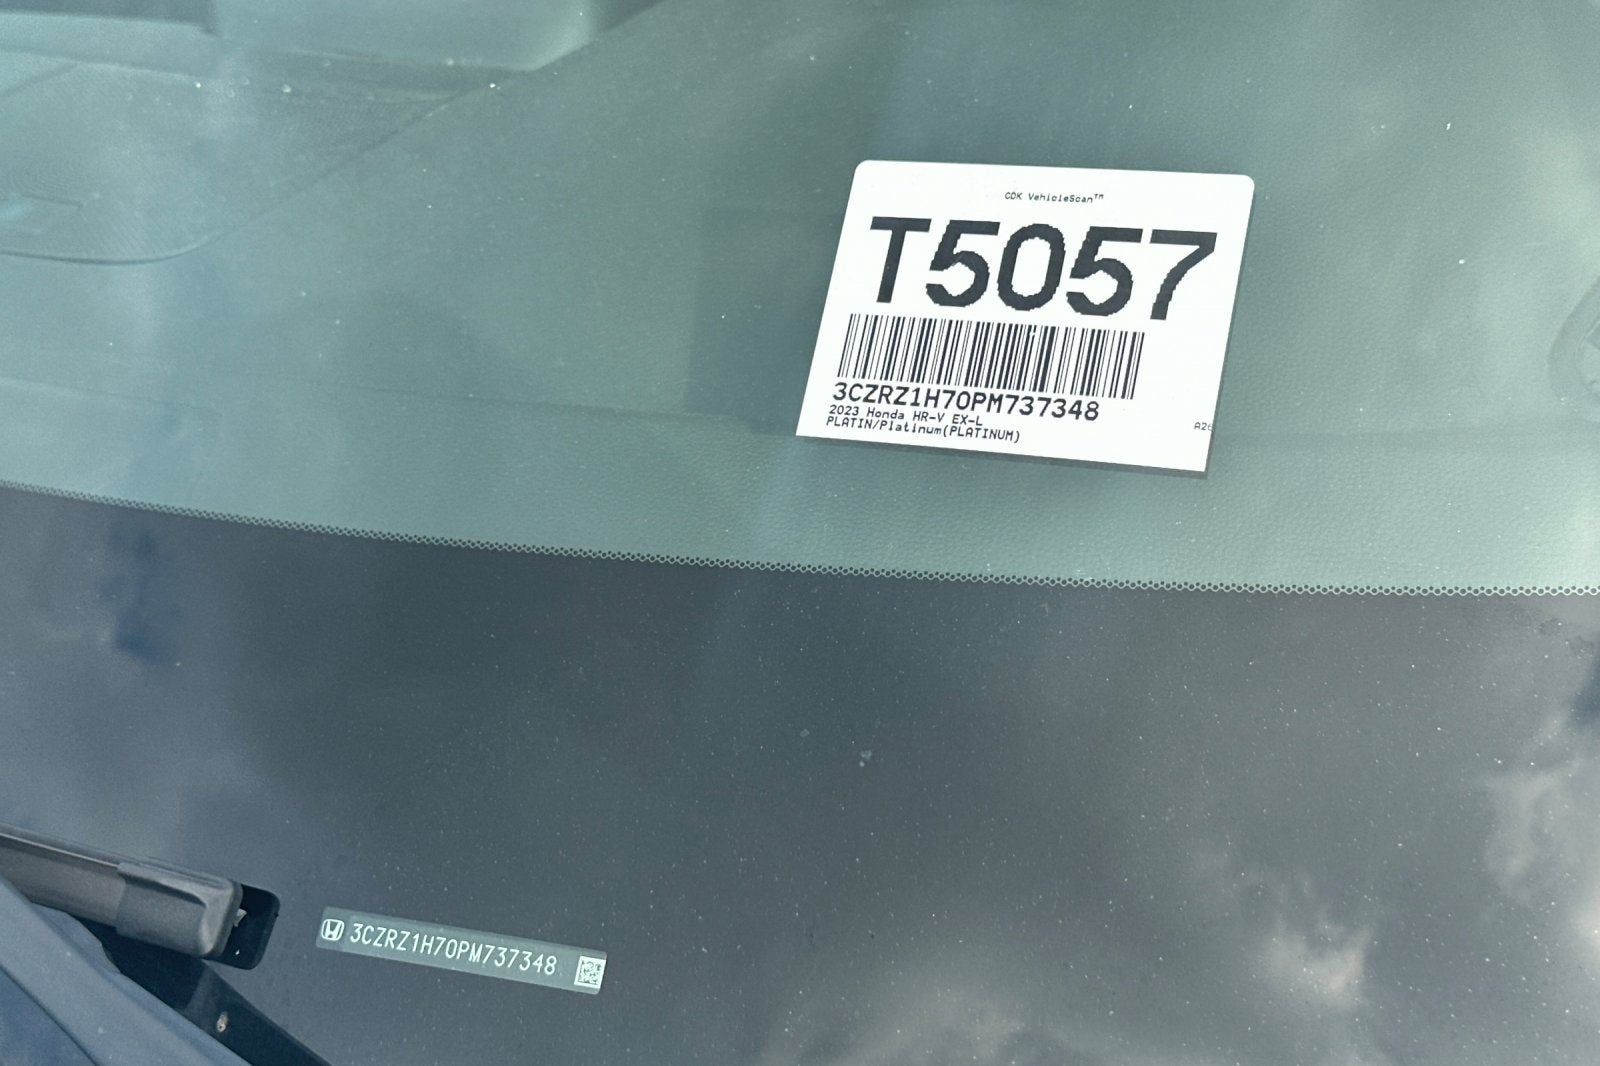 CDK VehicleScan™
T5057
3CZRZ1H70PM737348
2023 Honda HR-V EX-L
PLATIN/Platinum(PLATINUM)
3CZRZ1H70PM737348